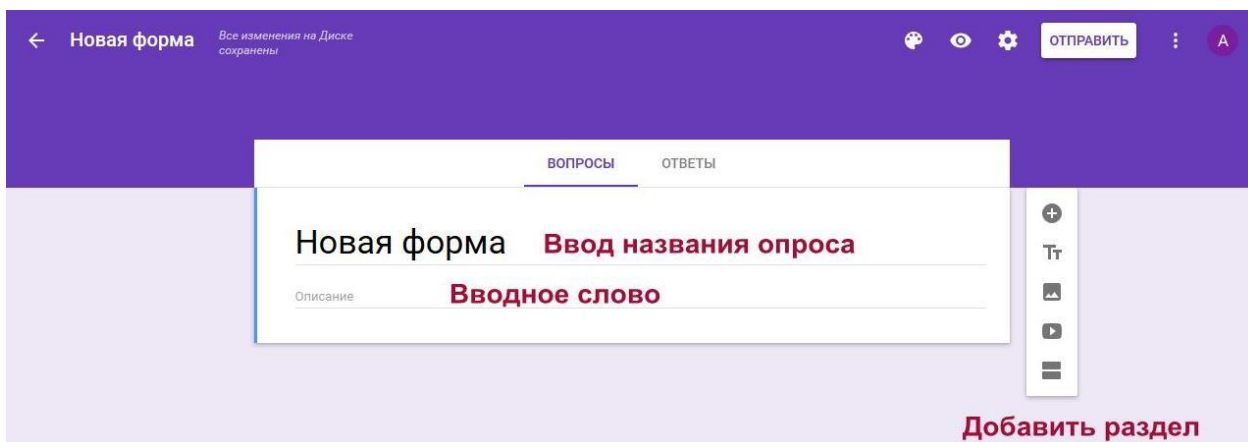 Новая форма
Все изменения на Диске
сохранены
ОТПРАВИТЬ
А
ВОПРОСЫ ОТВЕТЫ
Новая форма Ввод названия опроса
Описание Вводное слово
Тт
Добавить раздел